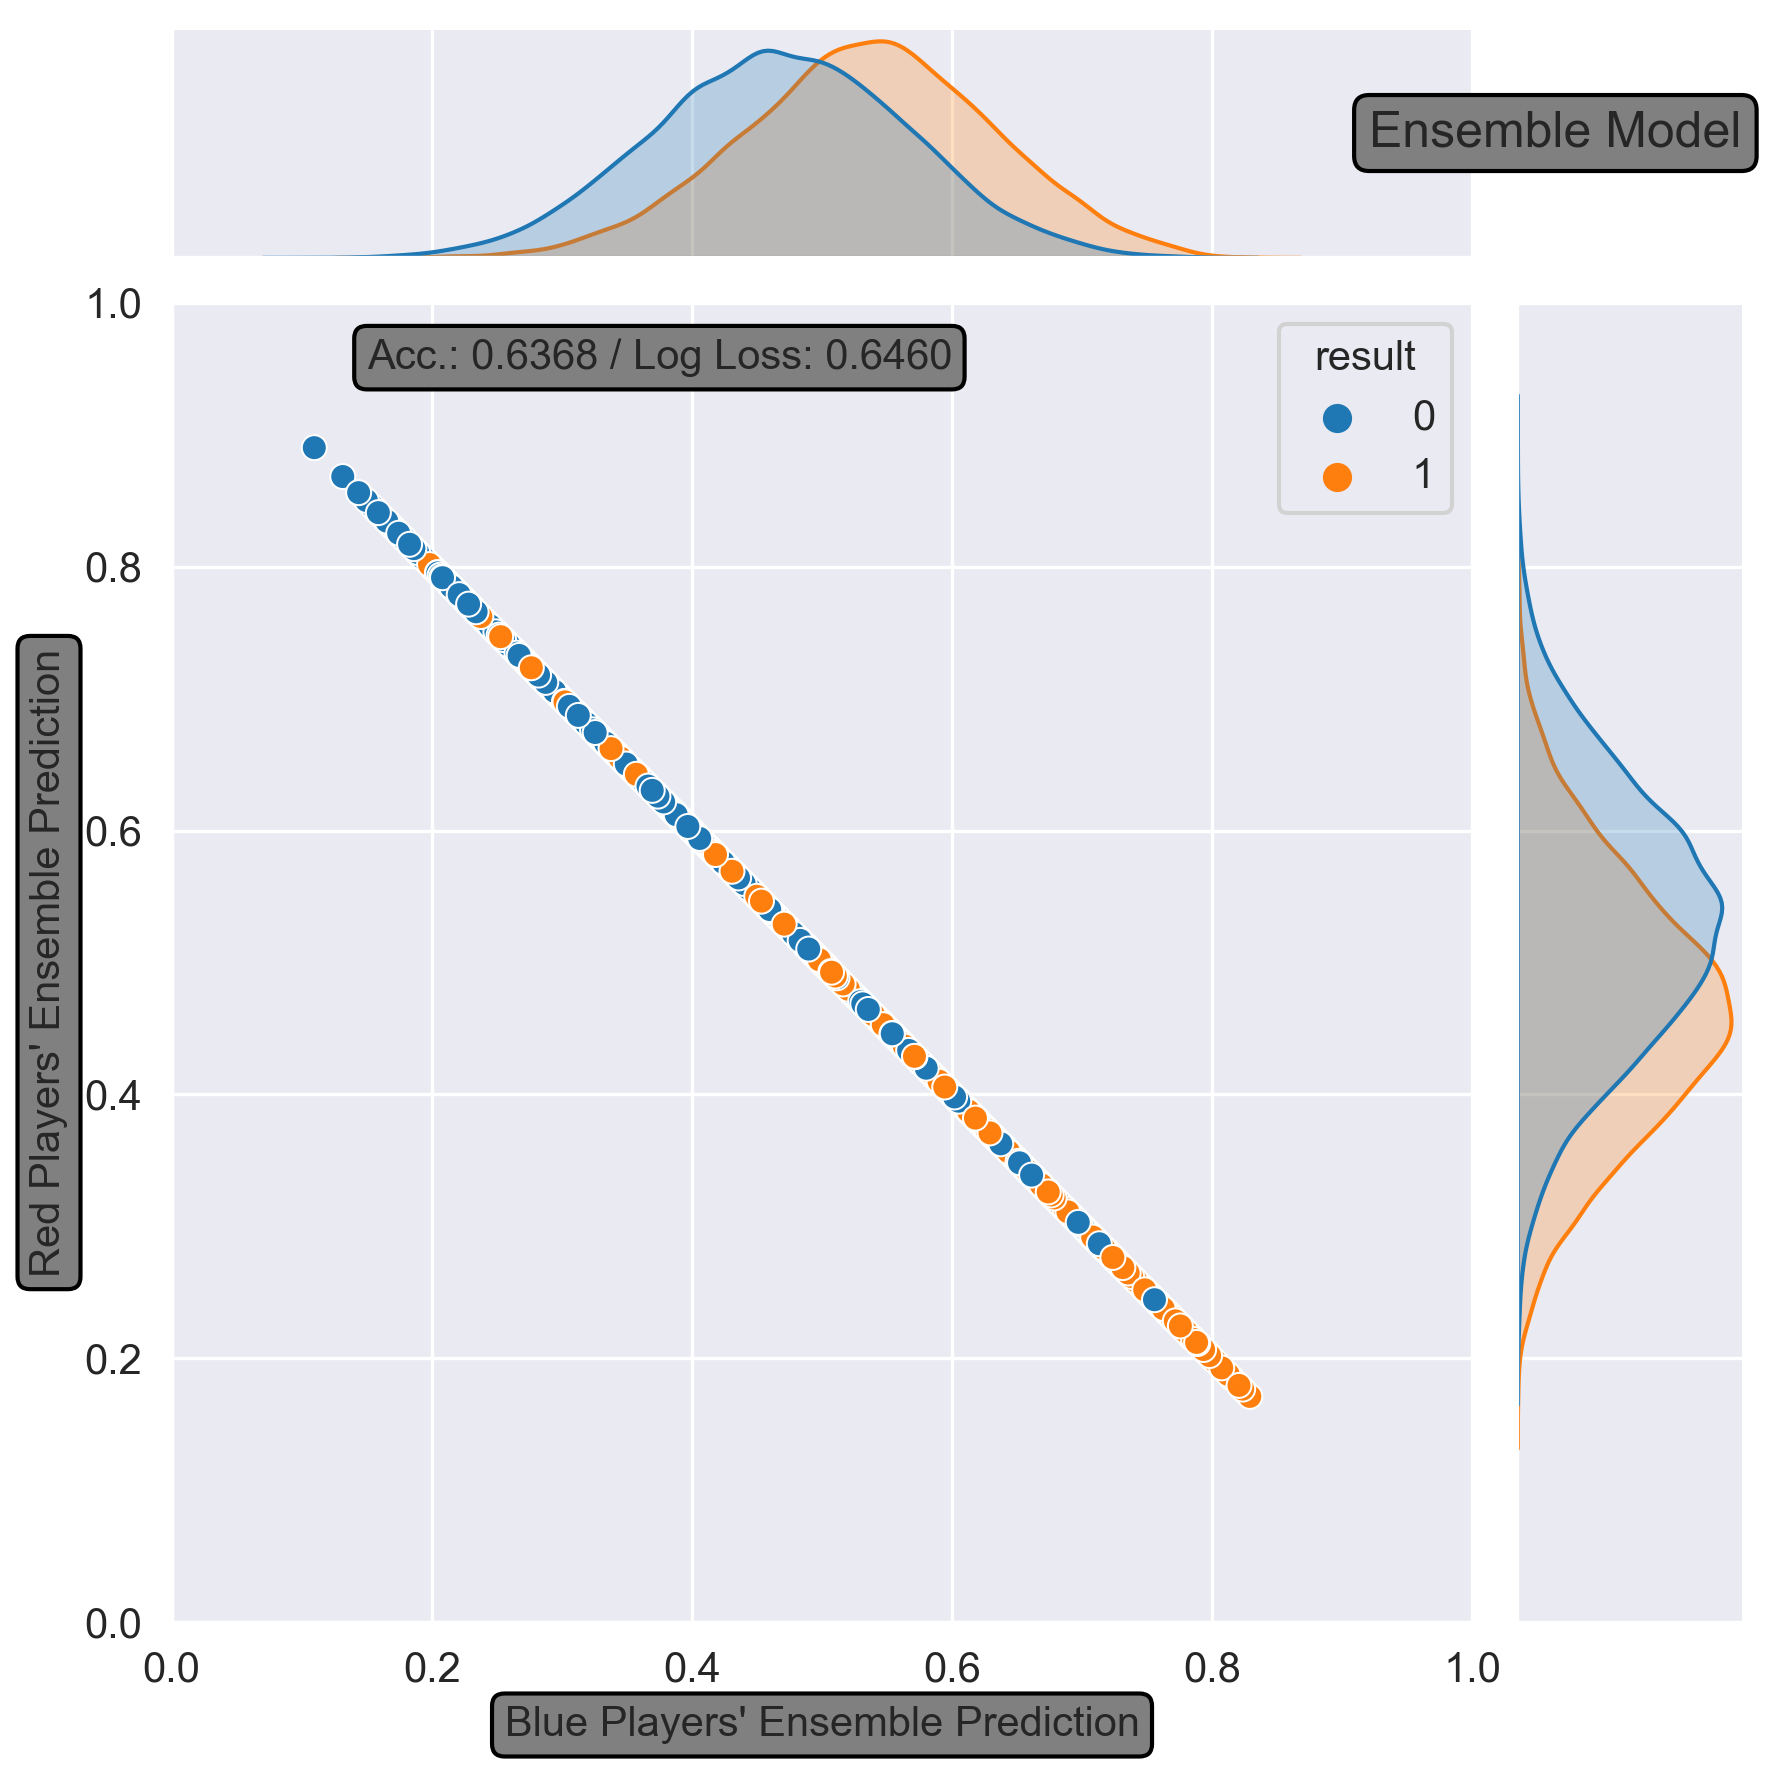 Ensemble Model
Acc.: 0.6368 / Log Loss: 0.6460
result
0
1
Red Players' Ensemble Prediction
1.0
0.8
0.6
0.4
0.2
0.0
0.0 0.2 0.4 0.6 0.8 1.0
Blue Players' Ensemble Prediction